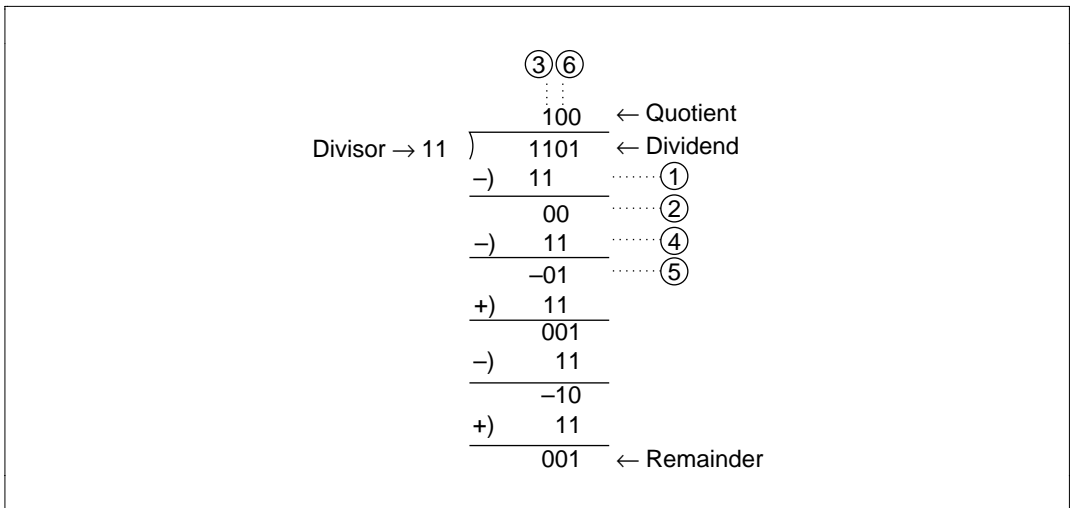 ③⑥
100 ← Quotient
Divisor → 11 ) 1101 ← Dividend
–) 11 ········ ①
00 ········ ②
–) 11 ········ ④
–01 ········ ⑤
+) 11
001
–) 11
–10
+) 11
001 ← Remainder